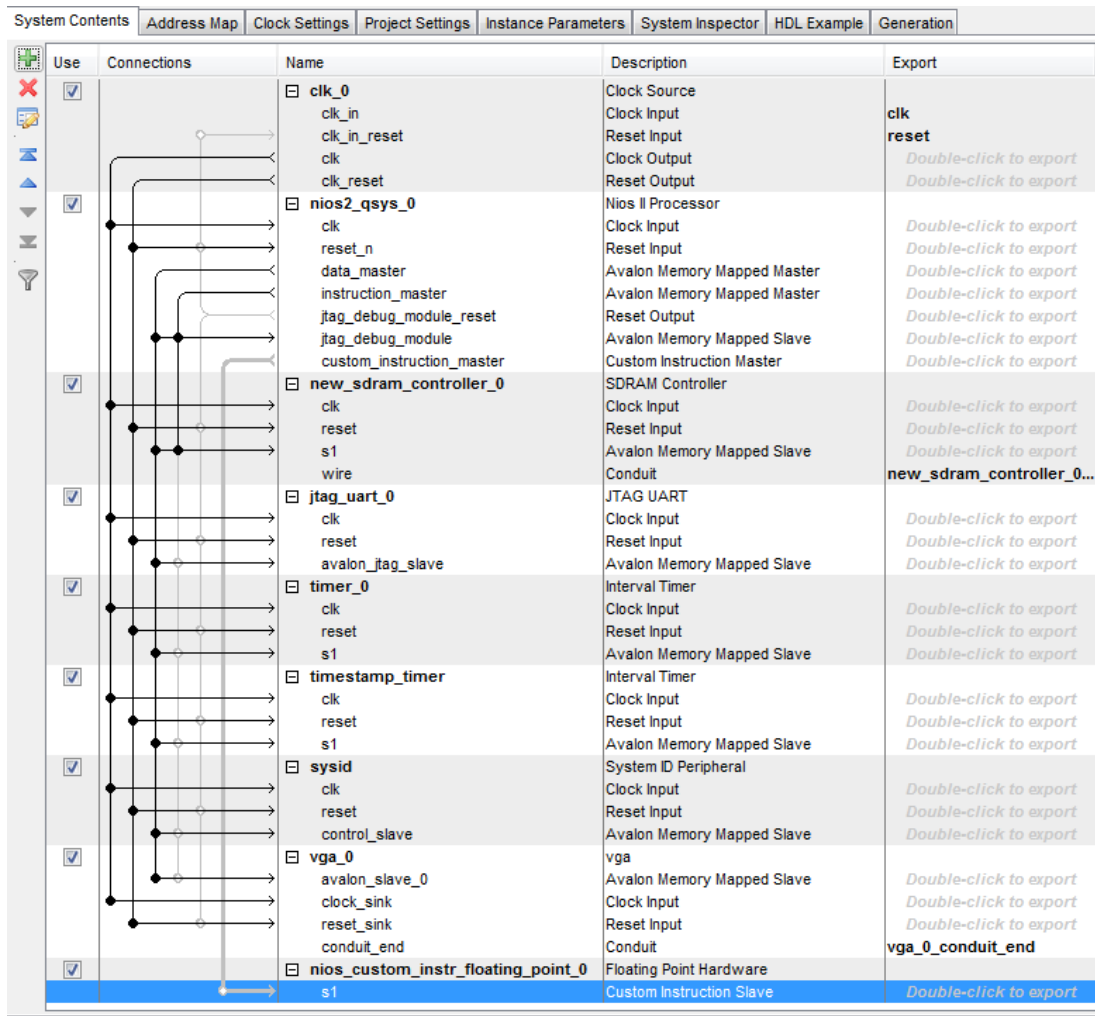 System Contents Address Map Clock Settings Project Settings Instance Parameters System Inspector HDL Example Generation
Use Connections Name Description Export
clk_0 Clock Source
clk_in Clock Input clk
clk_in_reset Reset Input reset
clk Clock Output Double-click to export
clk_reset Reset Output Double-click to export
nios2_qsys_0 Nios II Processor
clk Clock Input Double-click to export
reset_n Reset Input Double-click to export
data_master Avalon Memory Mapped Master Double-click to export
instruction_master Avalon Memory Mapped Master Double-click to export
jtag_debug_module_reset Reset Output Double-click to export
jtag_debug_module Avalon Memory Mapped Slave Double-click to export
custom_instruction_master Custom Instruction Master Double-click to export
new_sdram_controller_0 SDRAM Controller
clk Clock Input Double-click to export
reset Reset Input Double-click to export
s1 Avalon Memory Mapped Slave Double-click to export
wire Conduit new_sdram_controller_0...
jtag_uart_0 JTAG UART
clk Clock Input Double-click to export
reset Reset Input Double-click to export
avalon_jtag_slave Avalon Memory Mapped Slave Double-click to export
timer_0 Interval Timer
clk Clock Input Double-click to export
reset Reset Input Double-click to export
s1 Avalon Memory Mapped Slave Double-click to export
timestamp_timer Interval Timer
clk Clock Input Double-click to export
reset Reset Input Double-click to export
s1 Avalon Memory Mapped Slave Double-click to export
sysid System ID Peripheral
clk Clock Input Double-click to export
reset Reset Input Double-click to export
control_slave Avalon Memory Mapped Slave Double-click to export
vga_0 vga
avalon_slave_0 Avalon Memory Mapped Slave Double-click to export
clock_sink Clock Input Double-click to export
reset_sink Reset Input Double-click to export
conduit_end Conduit vga_0_conduit_end
nios_custom_instr_floating_point_0 Floating Point Hardware
s1 Custom Instruction Slave Double-click to export